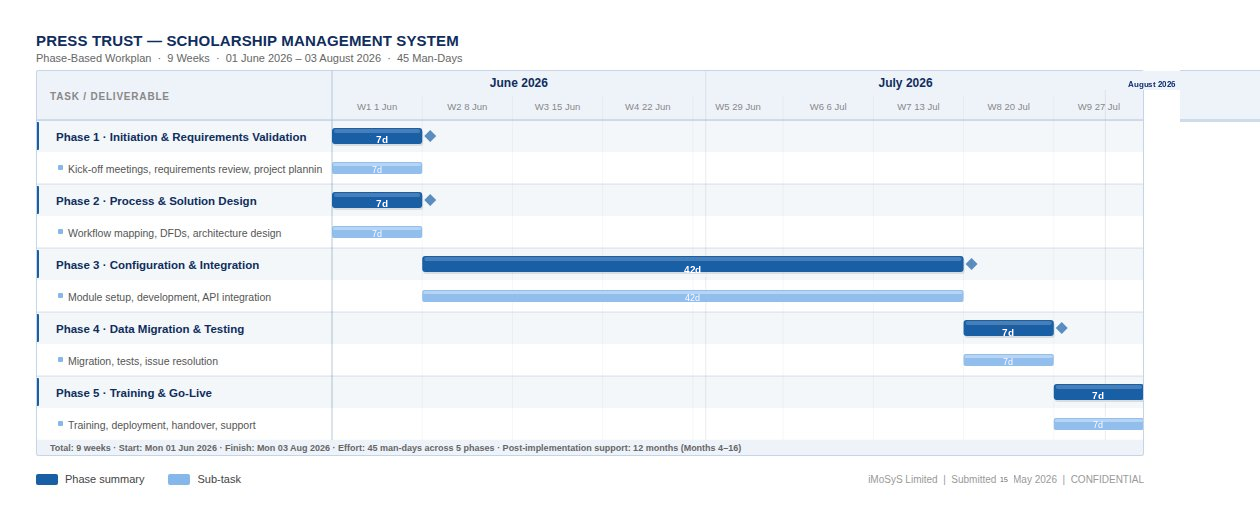 PRESS TRUST — SCHOLARSHIP MANAGEMENT SYSTEM
Phase-Based Workplan · 9 Weeks · 01 June 2026 – 03 August 2026 · 45 Man-Days
June 2026 July 2026 August 2026
TASK / DELIVERABLE
W1 1 Jun W2 8 Jun W3 15 Jun W4 22 Jun W5 29 Jun W6 6 Jul W7 13 Jul W8 20 Jul W9 27 Jul
Phase 1 · Initiation & Requirements Validation 7d
Kick-off meetings, requirements review, project plannin 7d
Phase 2 · Process & Solution Design 7d
Workflow mapping, DFDs, architecture design 7d
Phase 3 · Configuration & Integration 42d
Module setup, development, API integration 42d
Phase 4 · Data Migration & Testing 7d
Migration, tests, issue resolution 7d
Phase 5 · Training & Go-Live 7d
Training, deployment, handover, support 7d
Total: 9 weeks · Start: Mon 01 Jun 2026 · Finish: Mon 03 Aug 2026 · Effort: 45 man-days across 5 phases · Post-implementation support: 12 months (Months 4–16)
Phase summary Sub-task iMoSyS Limited | Submitted 15 May 2026 | CONFIDENTIAL